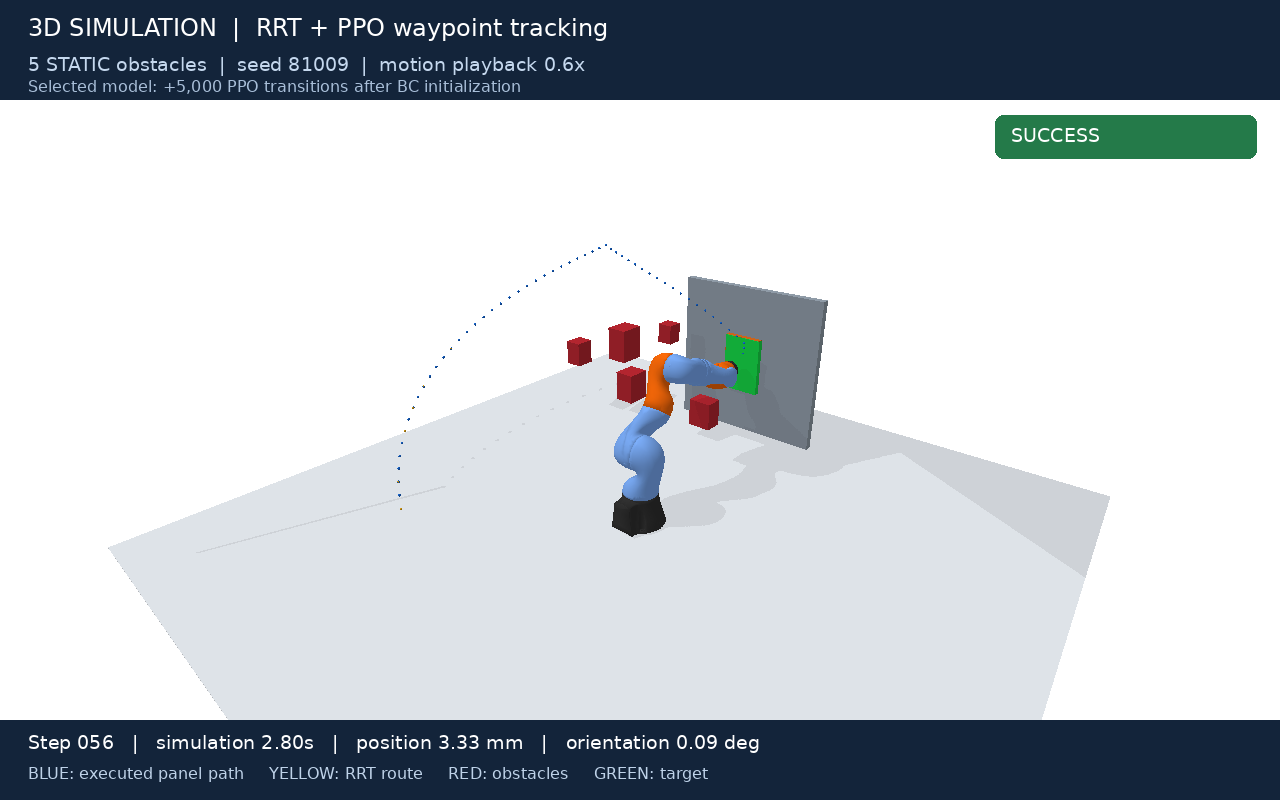 3D SIMULATION | RRT + PPO waypoint tracking
5 STATIC obstacles | seed 81009 | motion playback 0.6x
Selected model: +5,000 PPO transitions after BC initialization
SUCCESS
Step 056 | simulation 2.80s | position 3.33 mm | orientation 0.09 deg
BLUE: executed panel path YELLOW: RRT route RED: obstacles GREEN: target